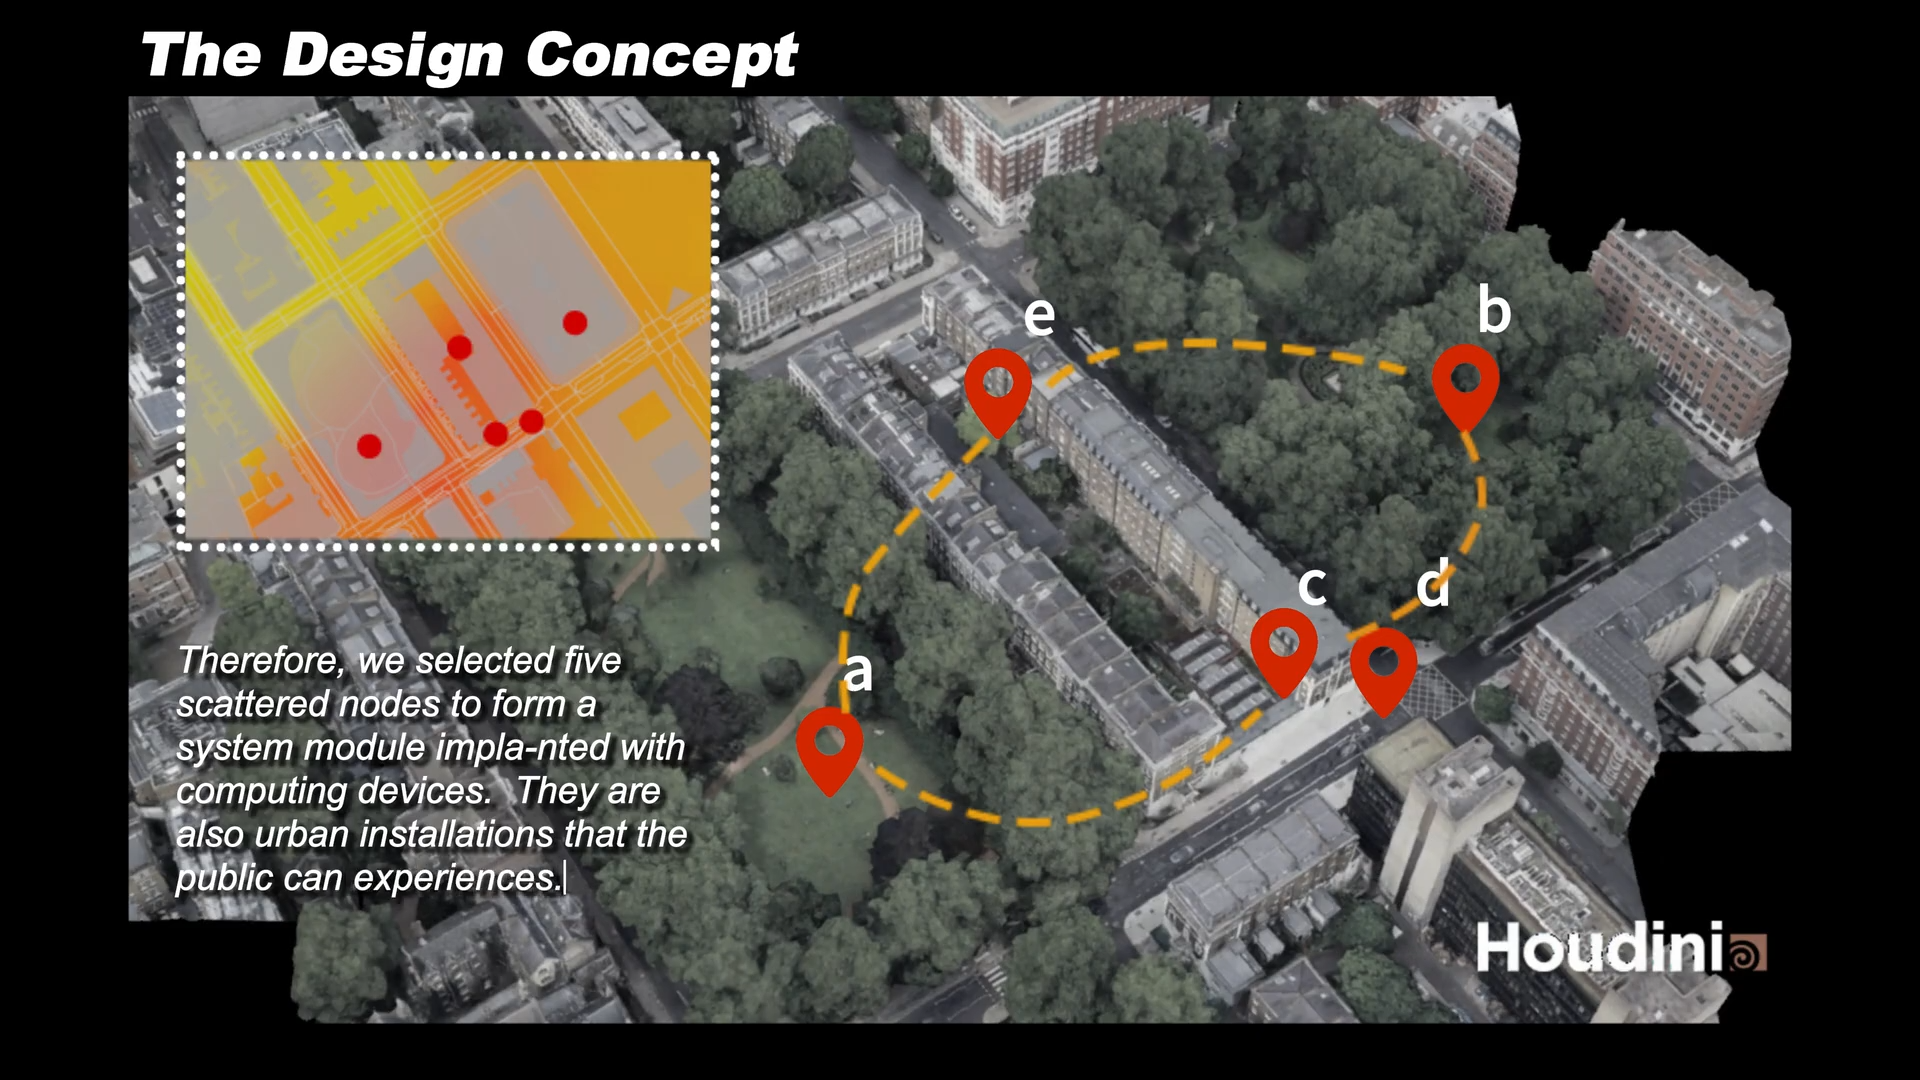 The Design Concept
e
b
c
d
a
Therefore, we selected five
scattered nodes to form a
system module impla-nted with
computing devices.  They are
also urban installations that the
public can experiences.
Houdini